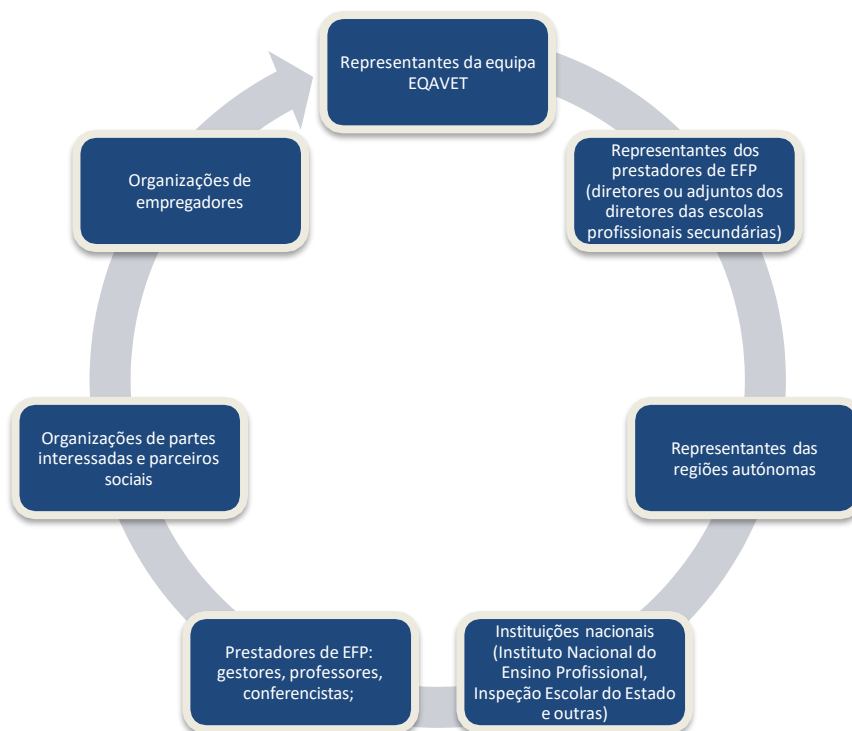 Representantes da equipa
EQAVET
Representantes dos
prestadores de EFP
(diretores ou adjuntos dos
diretores das escolas
profissionais secundárias)
Representantes das
regiões autónomas
Instituições nacionais
(Instituto Nacional do
Ensino Profissional,
Inspeção Escolar do Estado
e outras)
Prestadores de EFP:
gestores, professores,
conferencistas;
Organizações de partes
interessadas e parceiros
sociais
Organizações de
empregadores